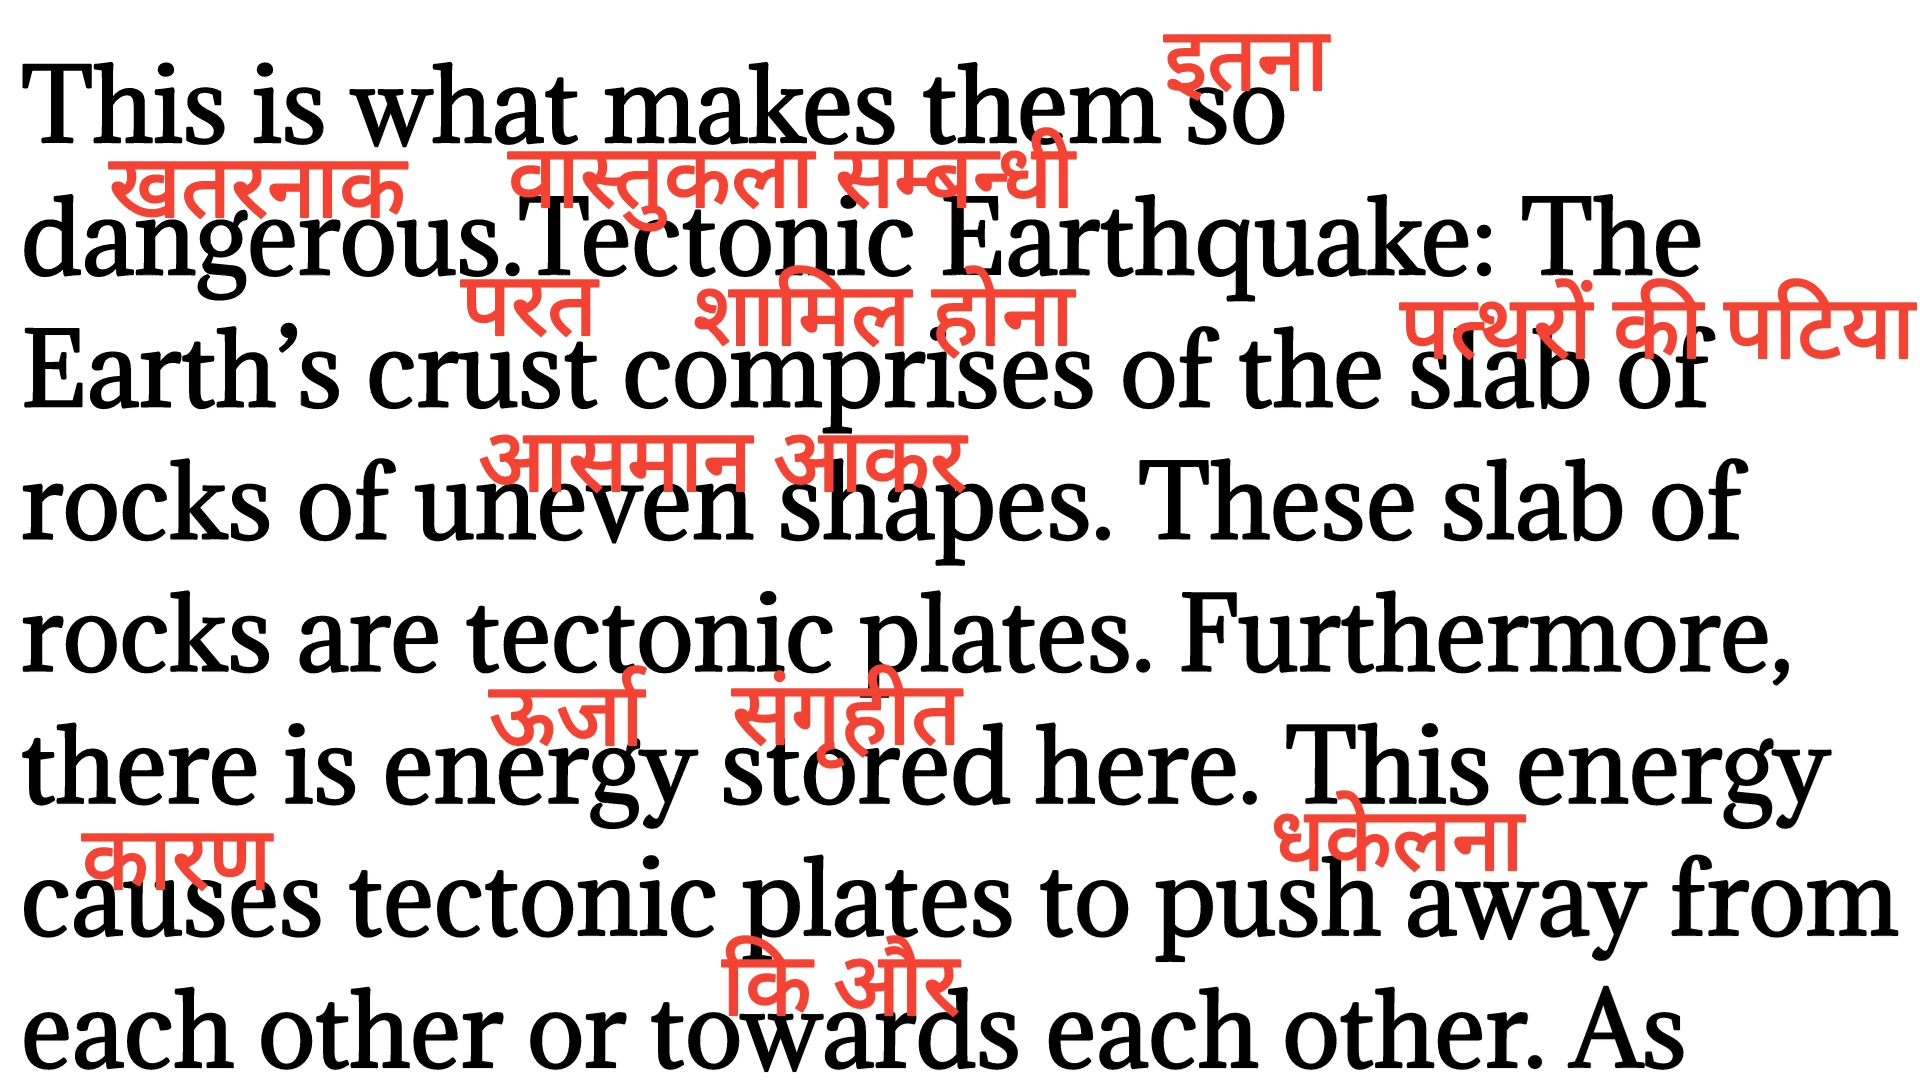 इतना
This is what makes them so
खतरनाक वास्तुकला सम्बन्धी
dangerous.Tectonic Earthquake: The
परत शामिल होना पत्थरों की पटिया
Earth’s crust comprises of the slab of
आसमान आकर
rocks of uneven shapes. These slab of
rocks are tectonic plates. Furthermore,
ऊर्जा संगृहीत
there is energy stored here. This energy
कारण धकेलना
causes tectonic plates to push away from
कि और
each other or towards each other. As